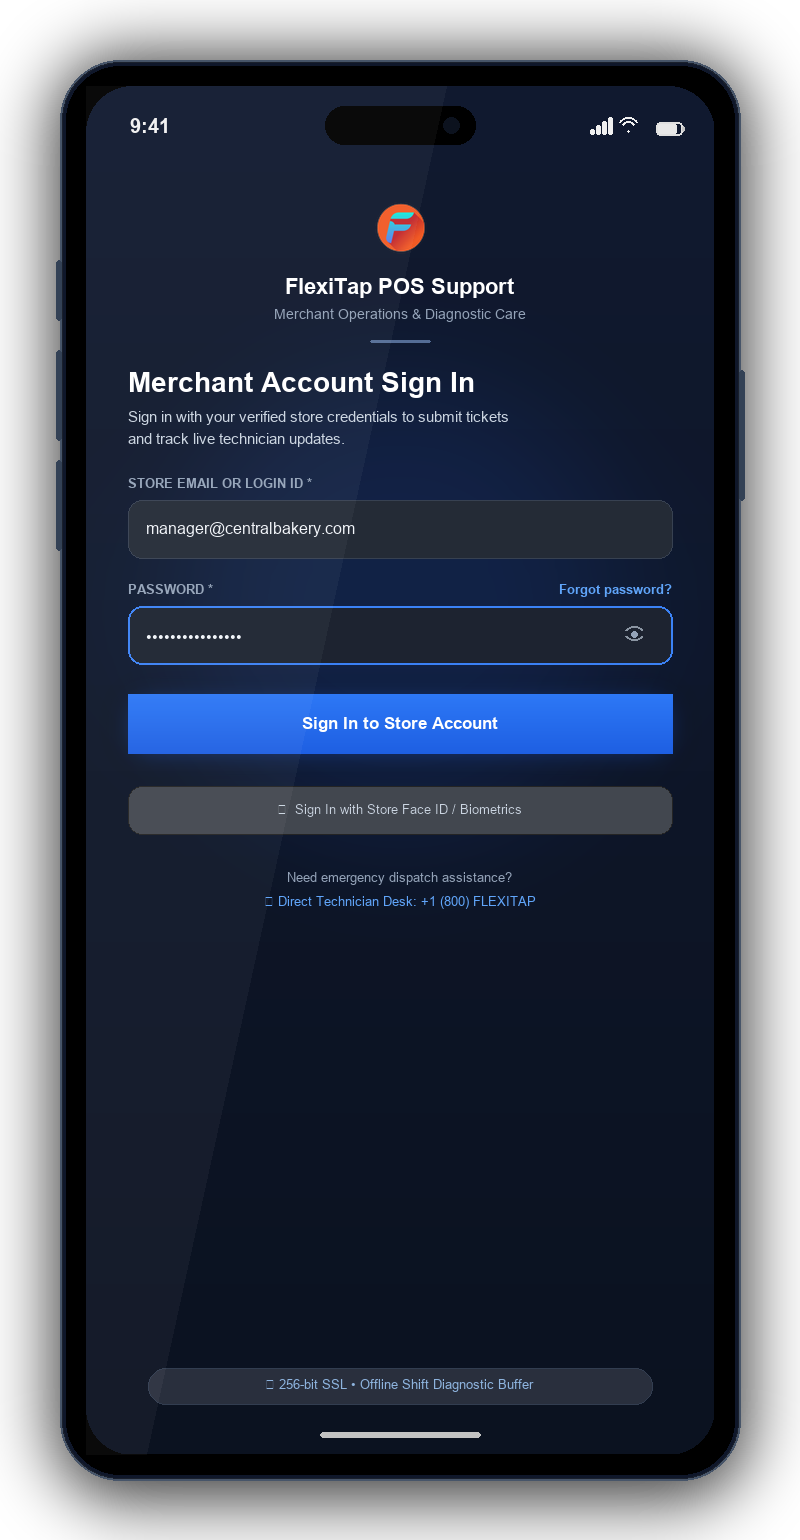 9:41
FlexiTap POS Support
Merchant Operations & Diagnostic Care
Merchant Account Sign In
Sign in with your verified store credentials to submit tickets
and track live technician updates.
STORE EMAIL OR LOGIN ID *
manager@centralbakery.com
PASSWORD *
Forgot password?
••••••••••••••••
Sign In to Store Account
Sign In with Store Face ID / Biometrics
Need emergency dispatch assistance?
Direct Technician Desk: +1 (800) FLEXITAP
256-bit SSL • Offline Shift Diagnostic Buffer